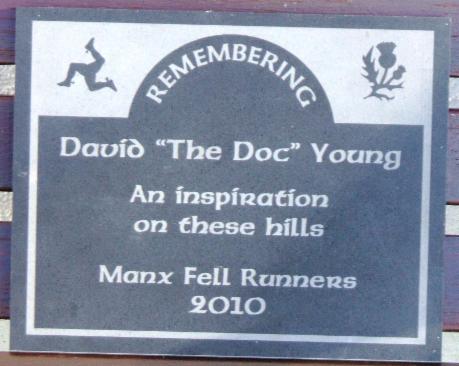 REMEMBERING
David "The Doc" Young
An inspiration
on these hills
Manx Fell Runners
2010